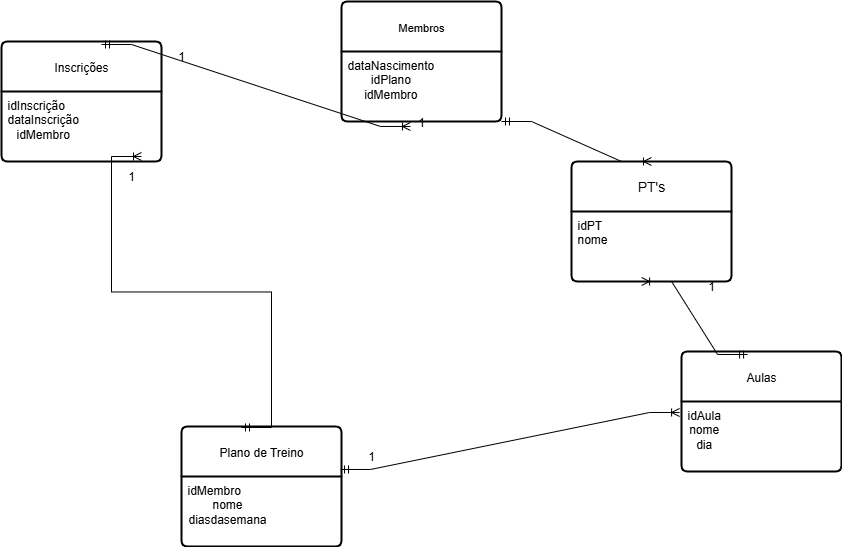 Membros
dataNascimento
idPlano
idMembro
1
Inscrições
idInscrição
dataInscrição
idMembro
1
1
PT's
idPT
nome
1
Aulas
idAula
nome
dia
Plano de Treino
idMembro
nome
diasdasemana
1